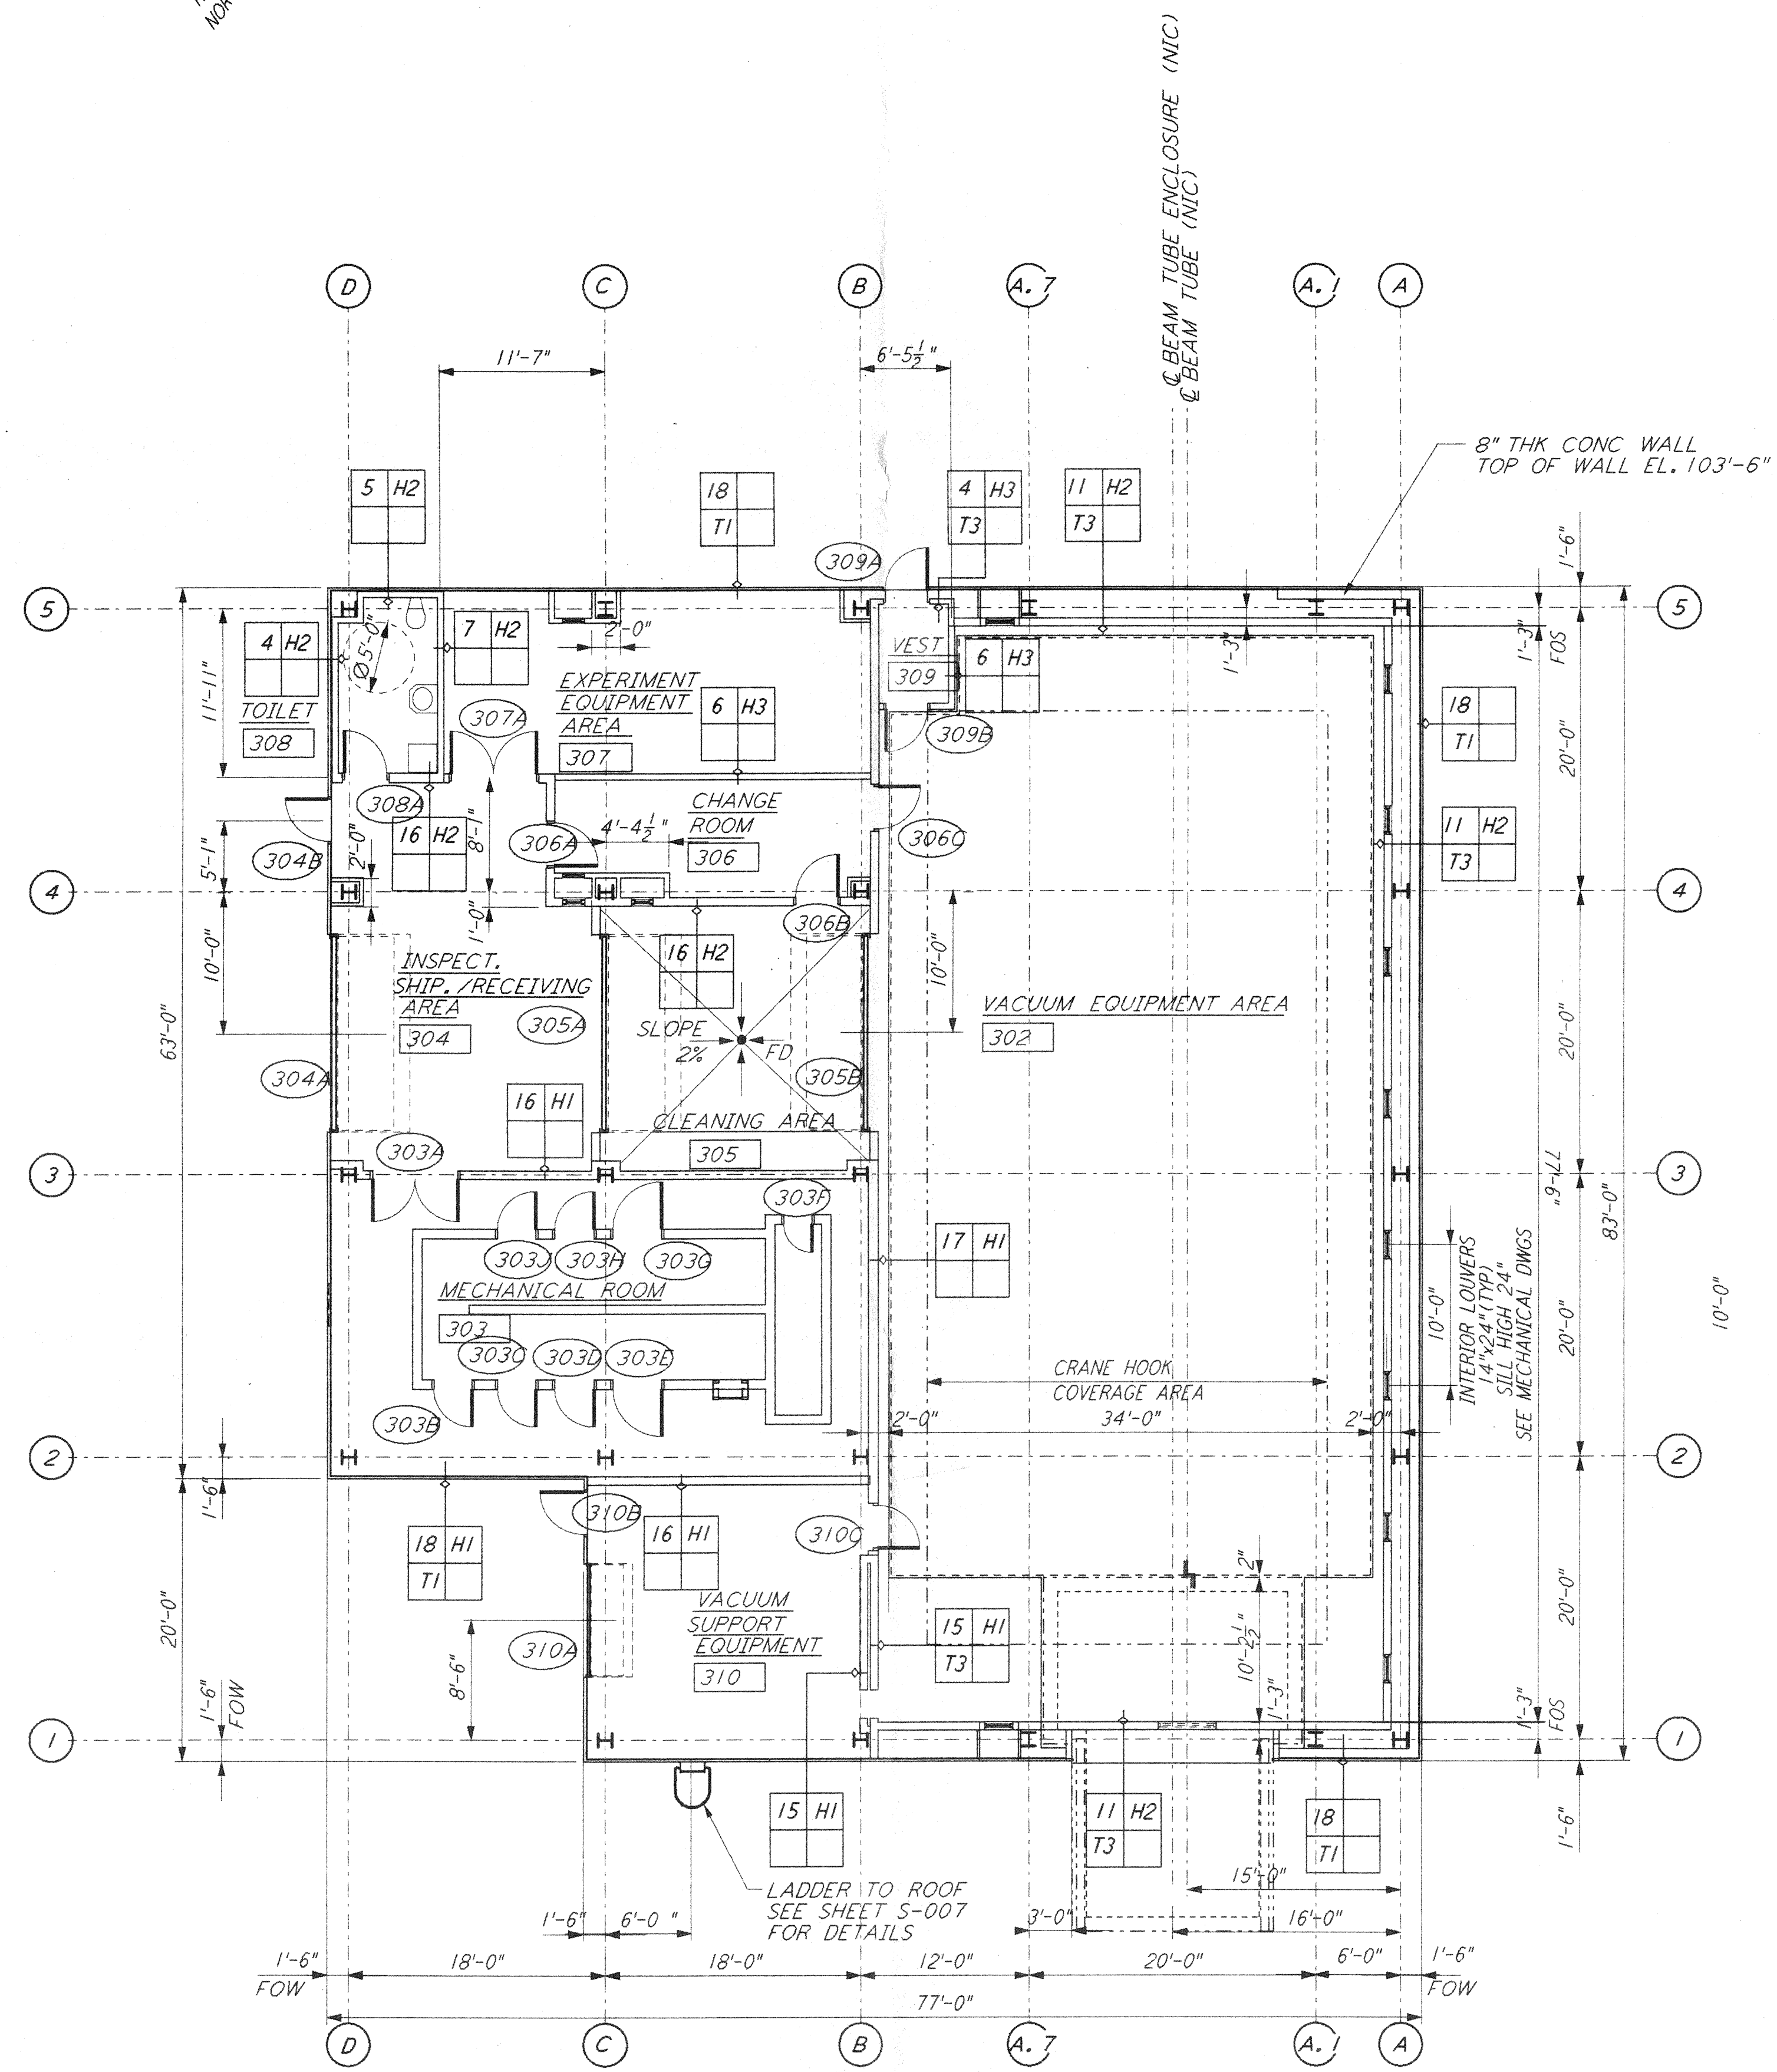 NOR
℄ BEAM TUBE ENCLOSURE (NIC)
℄ BEAM TUBE (NIC)
D
C
B
A.7
A.1
A
11'-7"
6'-5½"
8" THK CONC WALL
TOP OF WALL EL. 103'-6"
5 H2
18
T1
4 H3
T3
11 H2
T3
309A
1'-6"
5
5
4 H2
Ø5'-0"
7 H2
2'-0"
VEST
309
6 H3
1'-3"
1'-3"
FOS
11'-11"
TOILET
308
307A
EXPERIMENT
EQUIPMENT
AREA
307
6 H3
309B
18
T1
20'-0"
308A
16 H2
8'-1"
306A
4'-4½"
CHANGE
ROOM
306
306C
11 H2
T3
5'-1"
304B
2'-0"
4
4
1'-0"
306B
10'-0"
INSPECT.
SHIP./RECEIVING
AREA
304
305A
16 H2
SLOPE
2%
FD
10'-0"
VACUUM EQUIPMENT AREA
302
20'-0"
63'-0"
304A
305B
16 H1
CLEANING AREA
305
303A
3
3
77'-6"
83'-0"
303F
303J
303H
303G
17 H1
MECHANICAL ROOM
303
303C
303D
303E
303B
CRANE HOOK
COVERAGE AREA
34'-0"
2'-0"
2'-0"
10'-0"
INTERIOR LOUVERS
14"x24"(TYP)
SILL HIGH 24"
SEE MECHANICAL DWGS
20'-0"
10'-0"
2
2
1'-6"
310B
18 H1
T1
16 H1
310C
2"
20'-0"
VACUUM
SUPPORT
EQUIPMENT
310
310A
8'-6"
15 H1
T3
10'-2½"
1'-3"
20'-0"
1'-6"
FOW
1'-3"
FOS
1
1
15 H1
11 H2
T3
18
T1
1'-6"
LADDER TO ROOF
SEE SHEET S-007
FOR DETAILS
15'-0"
1'-6"
6'-0 "
3'-0"
16'-0"
1'-6"
FOW
18'-0"
18'-0"
12'-0"
20'-0"
6'-0"
1'-6"
FOW
77'-0"
D
C
B
A.7
A.1
A